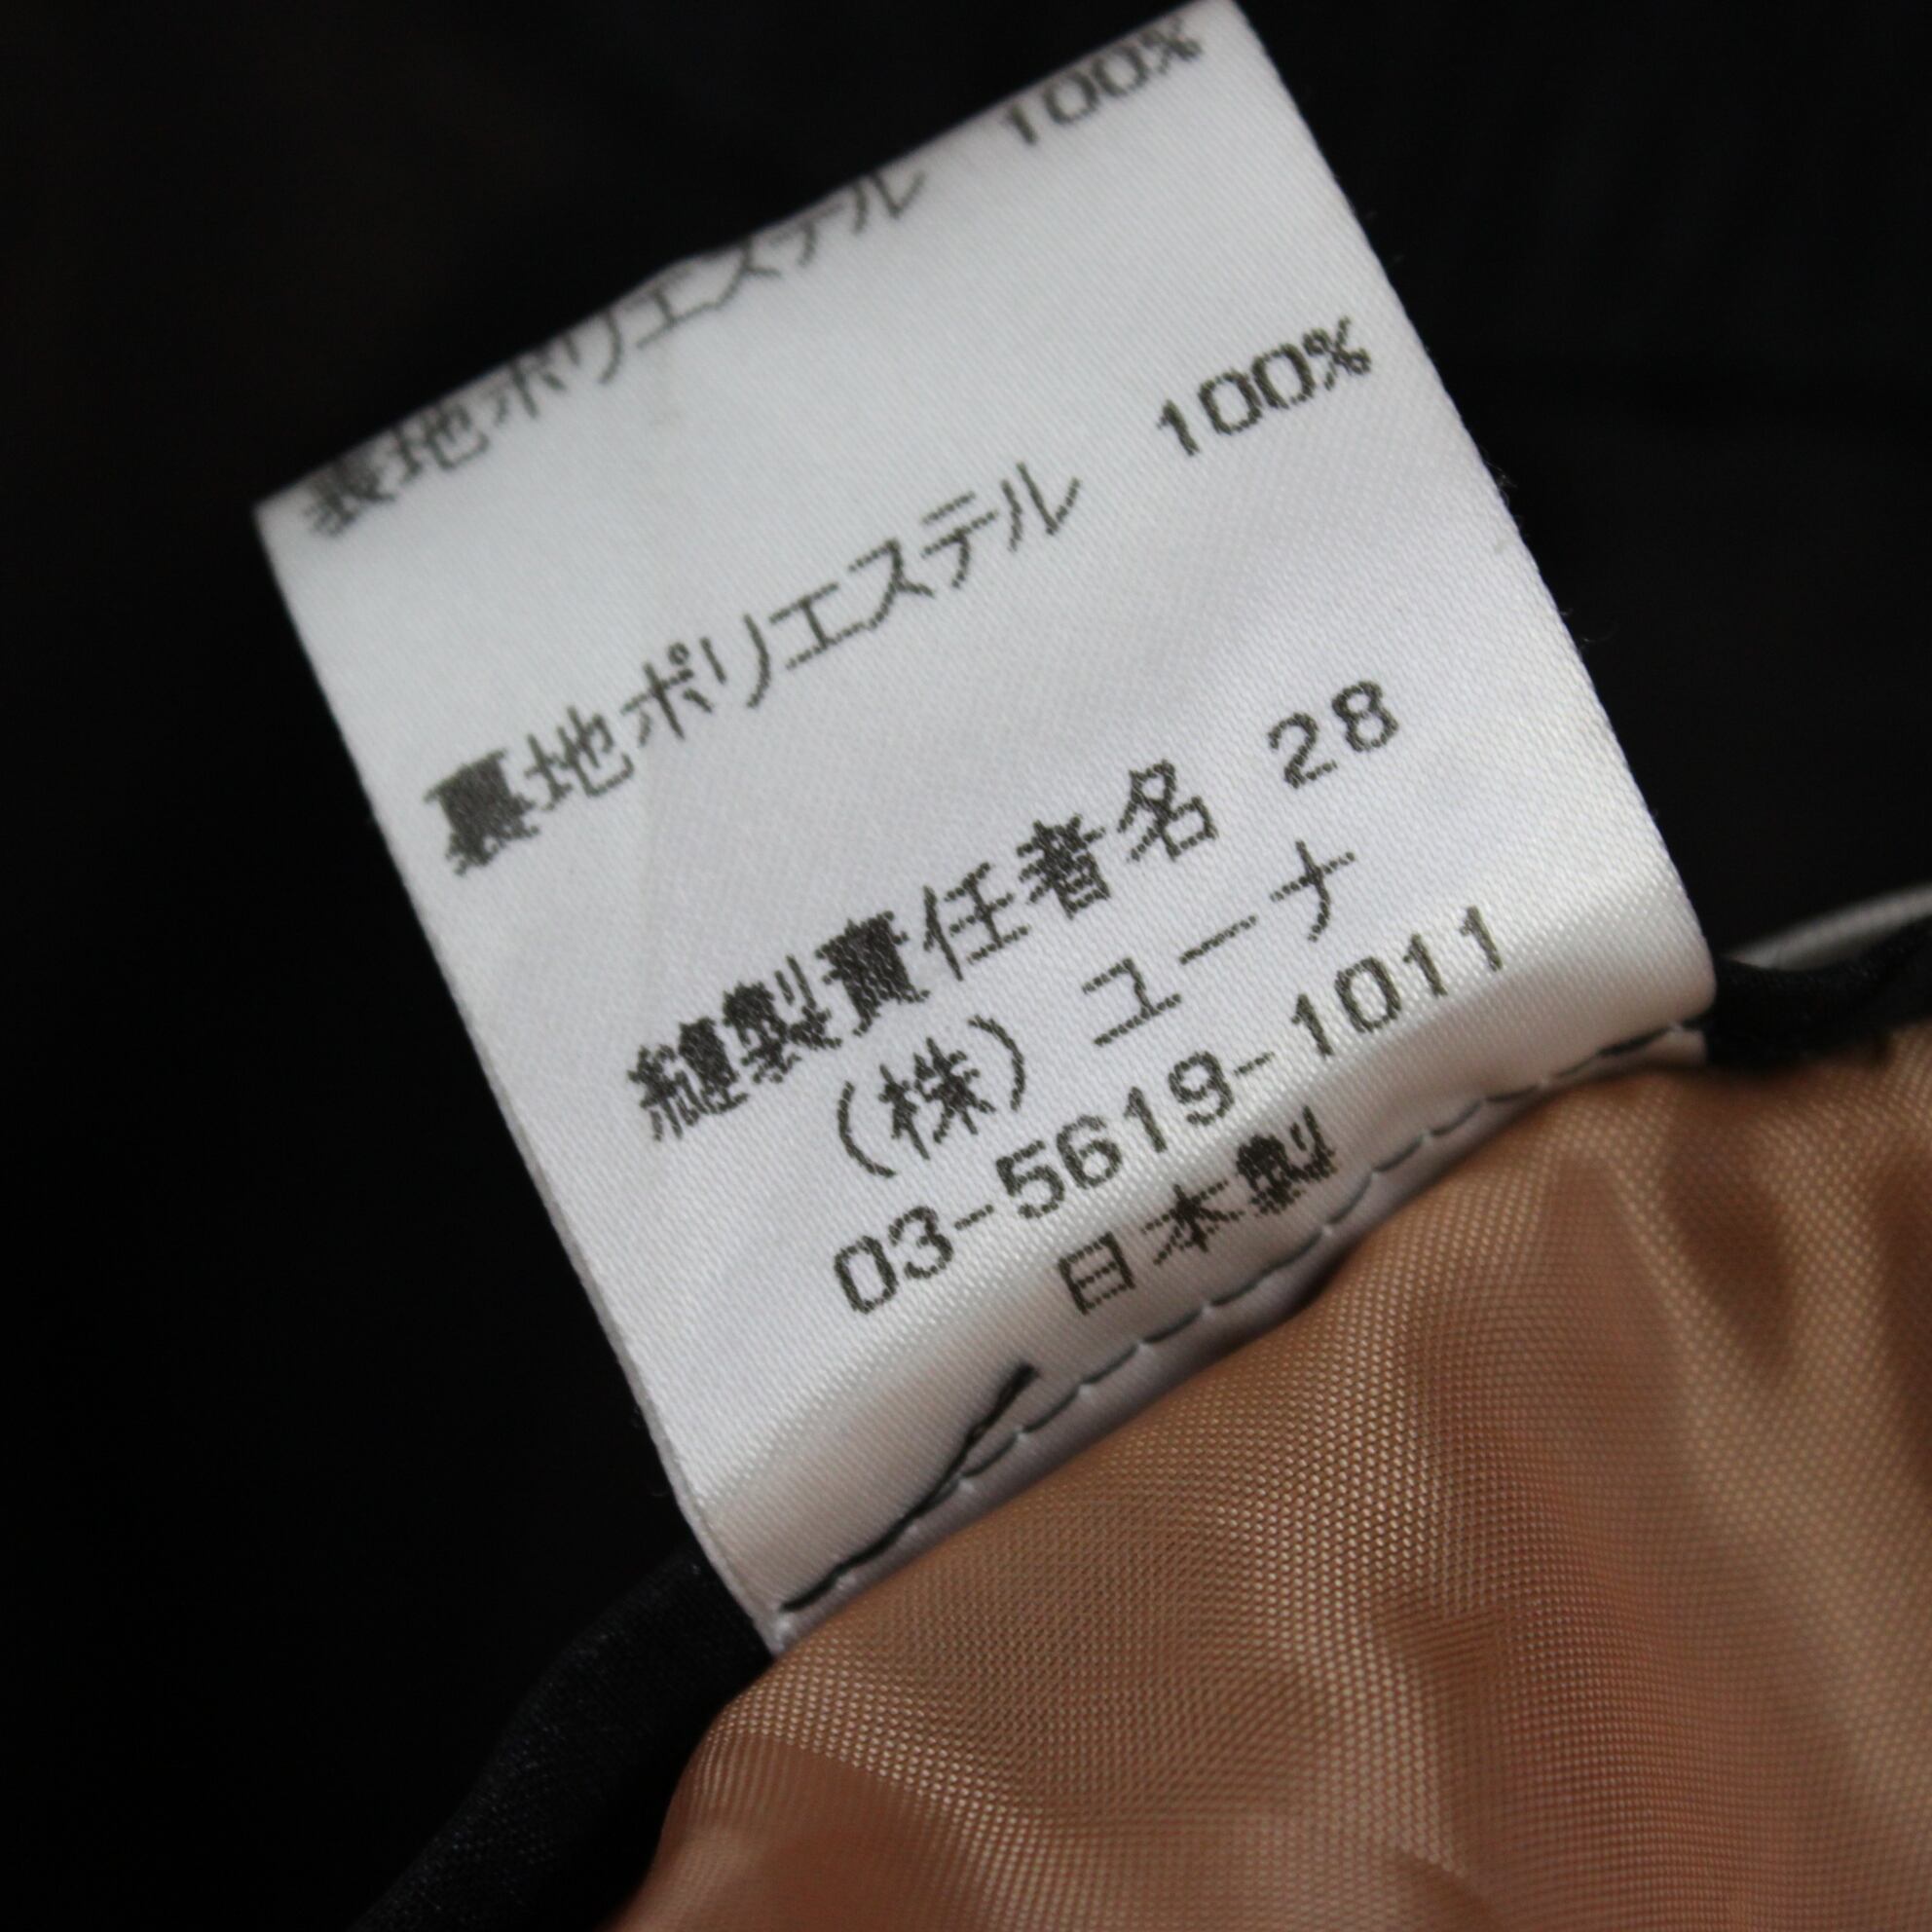 表地ポリエステル 100%
裏地ポリエステル 100%
縫製責任者名 28
(株) ユーナ
03-5619-1011
日本製